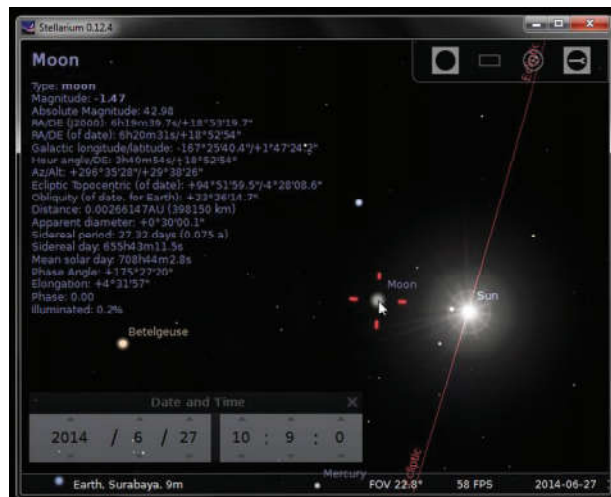 Stellarium 0.12.4
Moon
Type: moon
Magnitude: -1.47
Absolute Magnitude: 42.98
RA/DE (J2000): 6h19m39.7s/+18°53'19.7"
RA/DE (of date): 6h20m31s/+18°52'54"
Galactic longitude/latitude: -167°25'40.4"/+1°47'24.2"
Hour angle/DE: 3h40m54s/+18°52'54"
Az/Alt: +296°35'28"/+29°38'26"
Ecliptic Topocentric (of date): +94°51'59.5"/-4°28'08.6"
Obliquity (of date, for Earth): +23°26'14.7"
Distance: 0.00266147AU (398150 km)
Apparent diameter: +0°30'00.1"
Sidereal period: 27.32 days (0.075 a)
Sidereal day: 655h43m11.5s
Mean solar day: 708h44m2.8s
Phase Angle: +175°27'20"
Elongation: +4°31'57"
Phase: 0.00
Illuminated: 0.2%
Moon
Sun
Betelgeuse
Date and Time
2014 / 6 / 27 10 : 9 : 0
Mercury
Ecliptic
Earth, Surabaya, 9m FOV 22.8° 58 FPS 2014-06-27